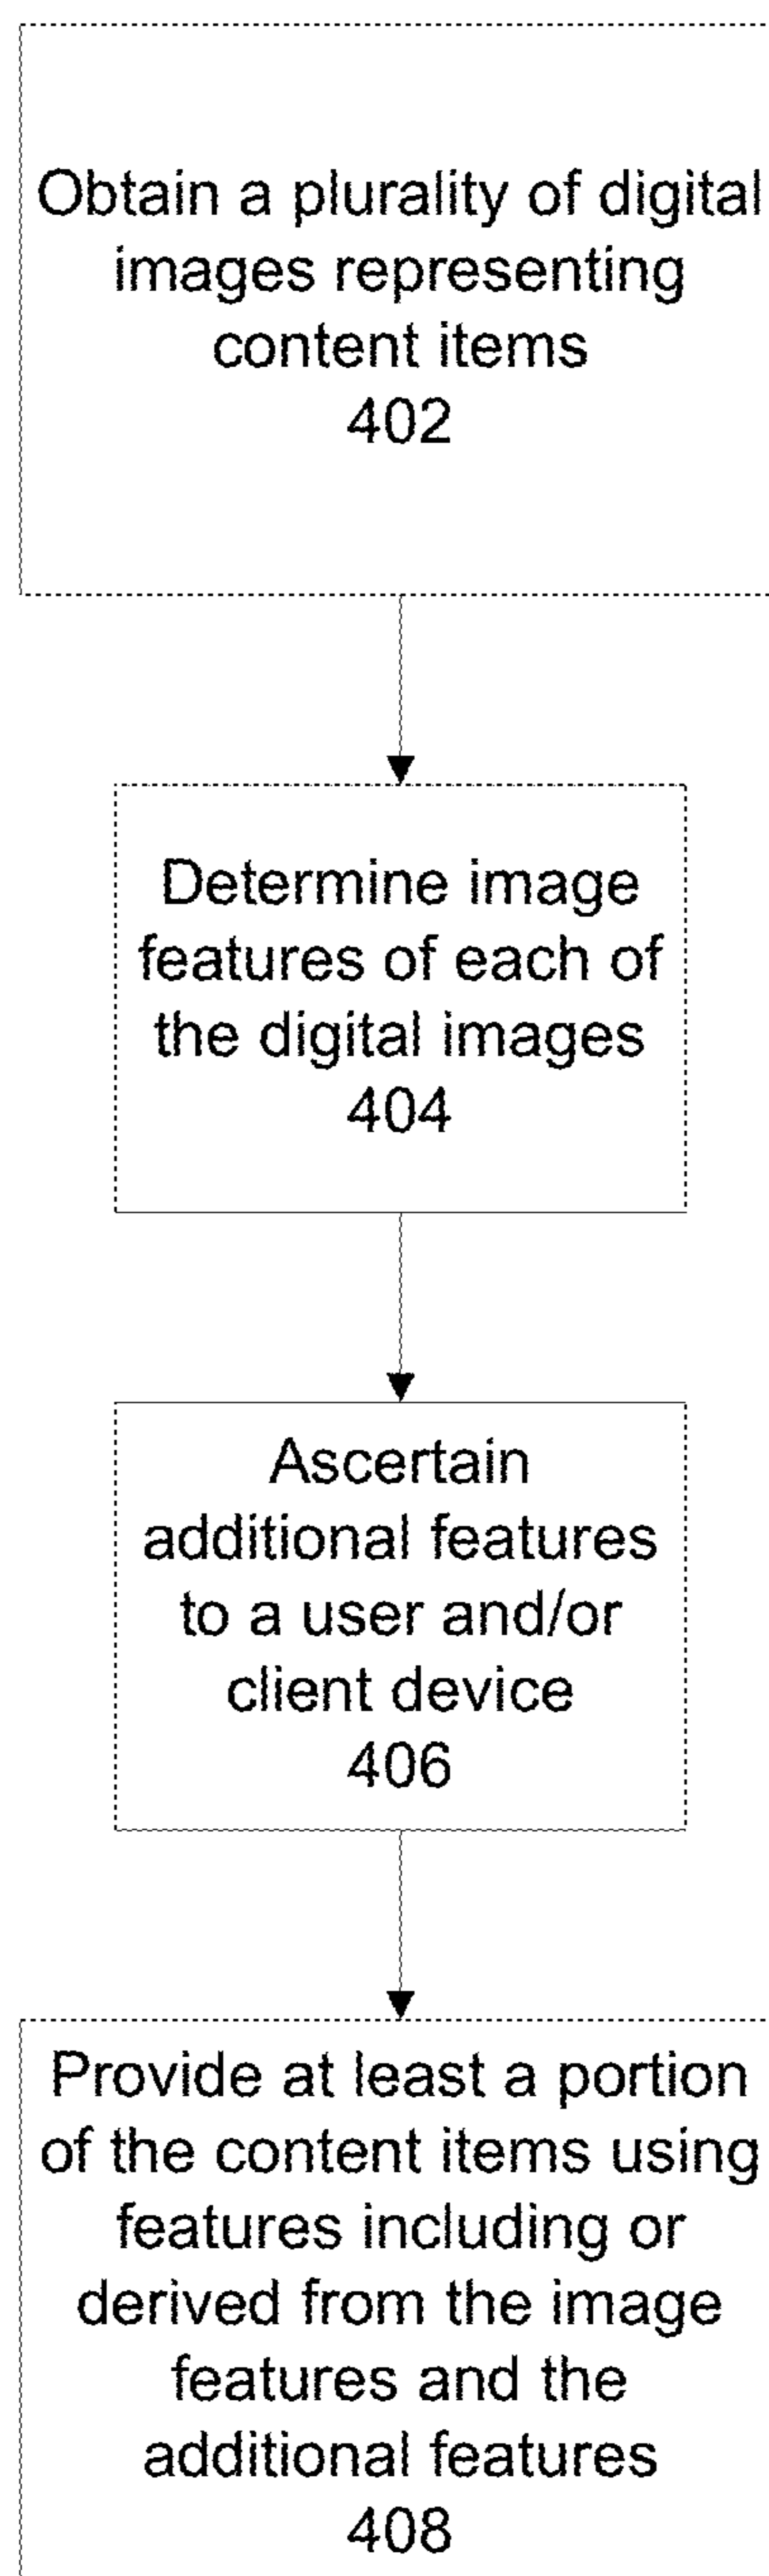 Obtain a plurality of digital
images representing
content items
402
Determine image
features of each of
the digital images
404
Ascertain
additional features
to a user and/or
client device
406
Provide at least a portion
of the content items using
features including or
derived from the image
features and the
additional features
408